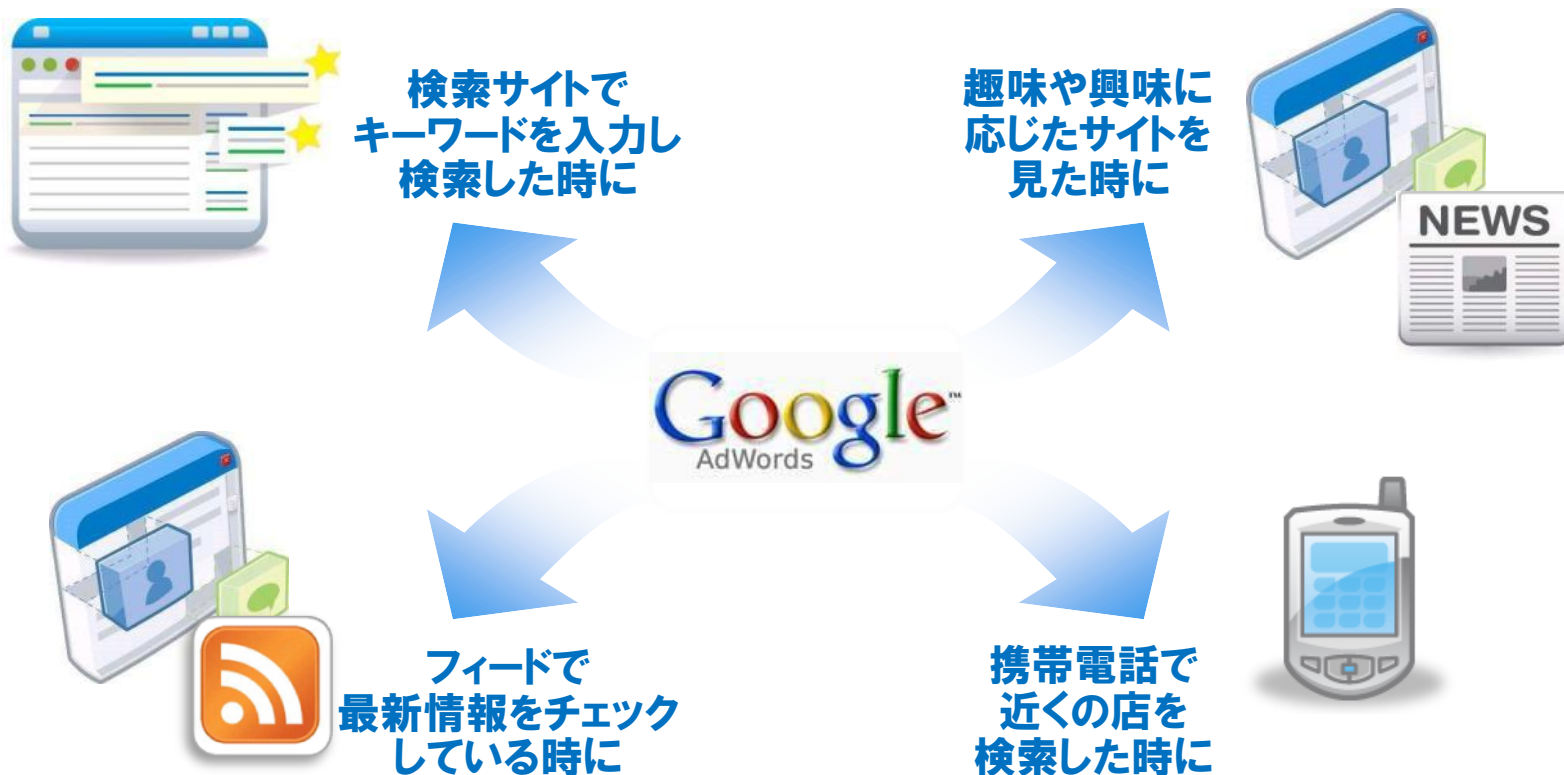 検索サイトで
キーワードを入力し
検索した時に
趣味や興味に
応じたサイトを
見た時に
NEWS
Google™
AdWords
フィードで
最新情報をチェック
している時に
携帯電話で
近くの店を
検索した時に